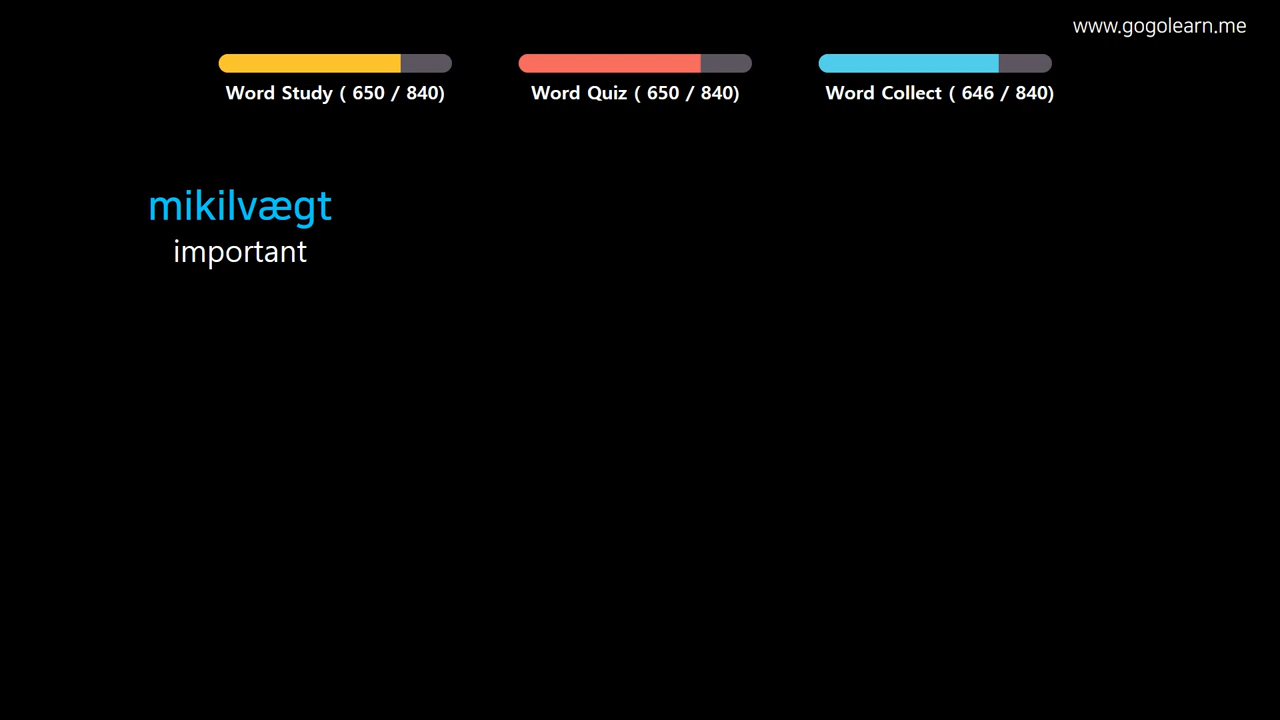 www.gogolearn.me
Word Study ( 650 / 840)
Word Quiz ( 650 / 840)
Word Collect ( 646 / 840)
mikilvægt
important